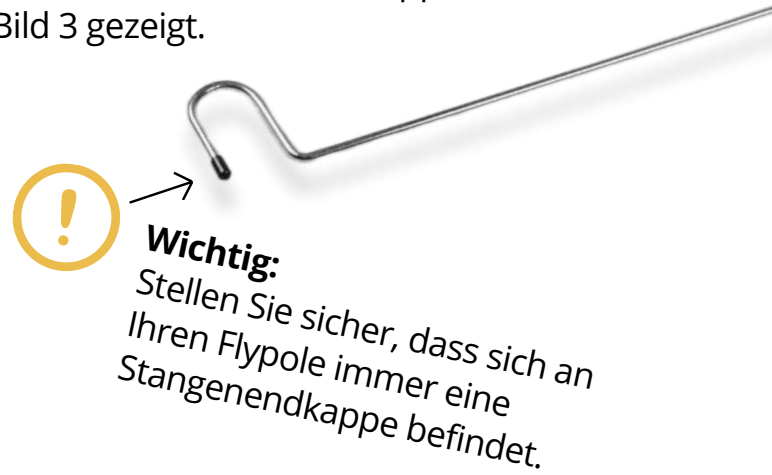 Bild 3 gezeigt.
Wichtig:
Stellen Sie sicher, dass sich an
Ihren Flypole immer eine
Stangenendkappe befindet.